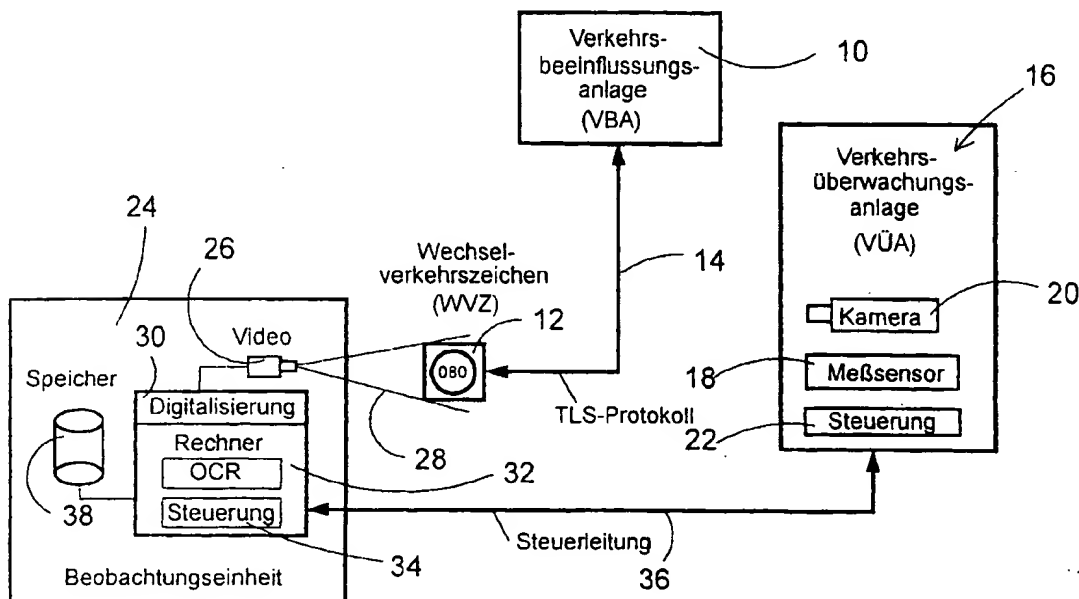 Verkehrs-
beeinflussungs-
anlage
(VBA)
10
16
Verkehrs-
überwachungs-
anlage
(VÜA)
24
26
Wechsel-
verkehrszeichen
(WVZ)
14
12
20
Kamera
30
Video
080
18
Meßsensor
Speicher
Digitalisierung
TLS-Protokoll
22
Steuerung
Rechner
28
OCR
32
38
Steuerung
Steuerleitung
34
36
Beobachtungseinheit